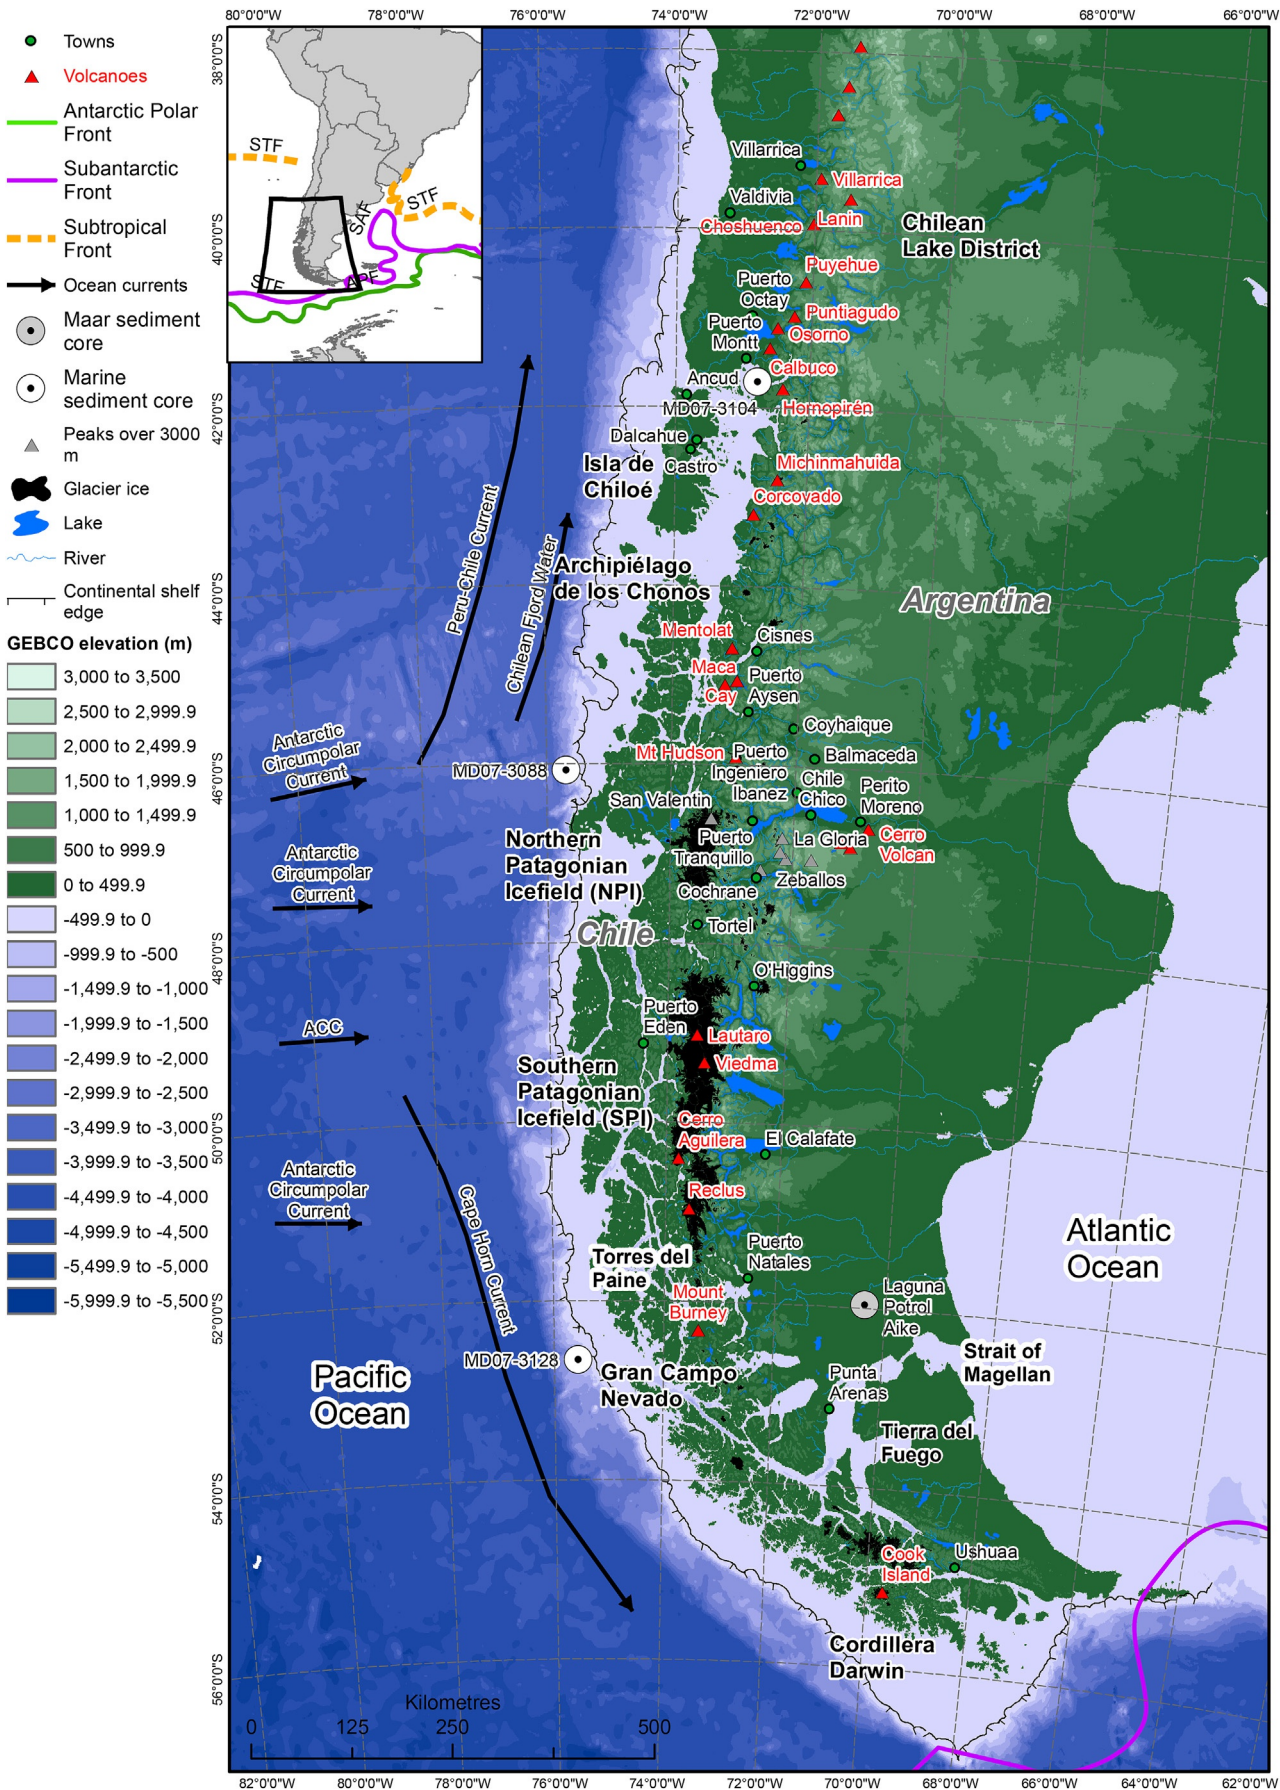 80°0'0"W 78°0'0"W 76°0'0"W 74°0'0"W 72°0'0"W 70°0'0"W 68°0'0"W 66°0'0"W
Towns
Volcanoes
Antarctic Polar
Front
Subantarctic
Front
Subtropical
Front
Ocean currents
Maar sediment
core
Marine
sediment core
Peaks over 3000
m
Glacier ice
Lake
River
Continental shelf
edge
GEBCO elevation (m)
3,000 to 3,500
2,500 to 2,999.9
2,000 to 2,499.9
1,500 to 1,999.9
1,000 to 1,499.9
500 to 999.9
0 to 499.9
-499.9 to 0
-999.9 to -500
-1,499.9 to -1,000
-1,999.9 to -1,500
-2,499.9 to -2,000
-2,999.9 to -2,500
-3,499.9 to -3,000
-3,999.9 to -3,500
-4,499.9 to -4,000
-4,999.9 to -4,500
-5,499.9 to -5,000
-5,999.9 to -5,500
38°0'0"S
40°0'0"S
42°0'0"S
44°0'0"S
46°0'0"S
48°0'0"S
50°0'0"S
52°0'0"S
54°0'0"S
56°0'0"S
STF
STF
SAF
STF
APF
Villarrica
Villarrica
Valdivia
Lanin
Choshuenco
Chilean
Lake District
Puyehue
Puerto
Octay
Puntiagudo
Puerto
Montt
Osorno
Calbuco
Ancud
MD07-3104
Hornopirén
Dalcahue
Castro
Isla de
Chiloé
Michinmahuida
Corcovado
Peru-Chile Current
Chilean Fjord Water
Archipiélago
de los Chonos
Argentina
Mentolat
Cisnes
Maca
Cay
Puerto
Aysen
Coyhaique
Antarctic
Circumpolar
Current
MD07-3088
Mt Hudson
Puerto
Ingeniero
Ibanez
Balmaceda
Chile
Chico
Perito
Moreno
San Valentin
Cerro
Volcan
La Gloria
Puerto
Tranquillo
Zeballos
Cochrane
Northern
Patagonian
Icefield (NPI)
Antarctic
Circumpolar
Current
Chile
Tortel
O'Higgins
Puerto
Eden
ACC
Lautaro
Viedma
Southern
Patagonian
Icefield (SPI)
Cerro
Aguilera
El Calafate
Antarctic
Circumpolar
Current
Reclus
Cape Horn Current
Atlantic
Ocean
Torres del
Paine
Puerto
Natales
Mount
Burney
Laguna
Potrol
Aike
MD07-3128
Strait of
Magellan
Pacific
Ocean
Gran Campo
Nevado
Punta
Arenas
Tierra del
Fuego
Cook
Island
Ushuaa
Cordillera
Darwin
Kilometres
0 125 250 500
82°0'0"W 80°0'0"W 78°0'0"W 76°0'0"W 74°0'0"W 72°0'0"W 70°0'0"W 68°0'0"W 66°0'0"W 64°0'0"W 62°0'0"W